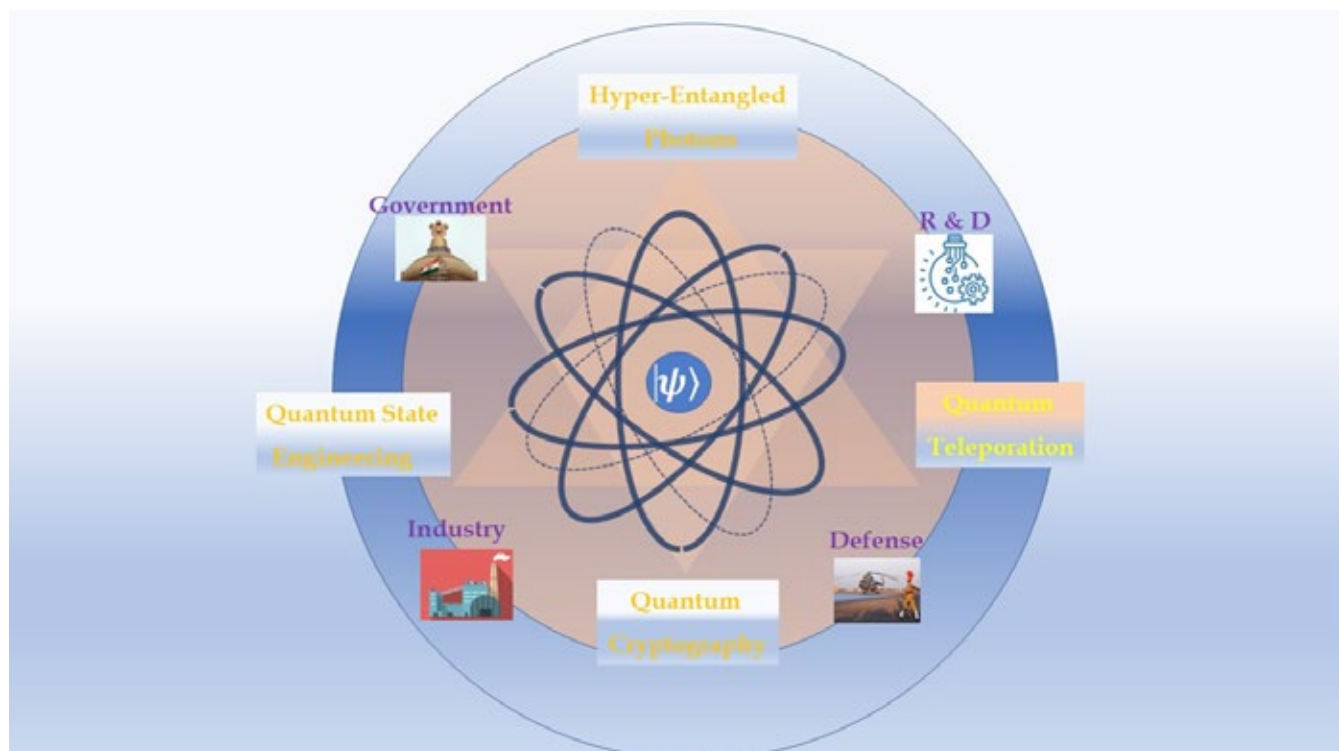 Hyper-Entangled
Photons
Government
R & D
|ψ⟩
Quantum State
Engineering
Quantum
Teleporation
Industry
Defense
Quantum
Cryptography